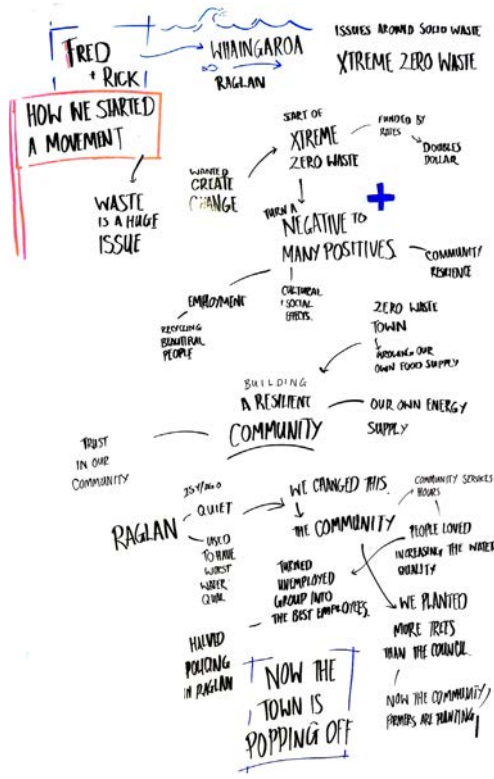 FRED
+ RICK
WHAINGAROA
RAGLAN
ISSUES AROUND SOLID WASTE
XTREME ZERO WASTE
HOW WE STARTED
A MOVEMENT
WASTE
IS A HUGE
ISSUE
WANTED
CREATE
CHANGE
START OF
XTREME
ZERO WASTE
FUNDED BY
RATES
DOUBLES
DOLLAR
+
TURN A
NEGATIVE TO
MANY POSITIVES
COMMUNITY
RESILIENCE
CULTURAL
SOCIAL
EFFECTS.
EMPLOYMENT
RECYCLING
BEAUTIFUL
PEOPLE
ZERO WASTE
TOWN
GROWING OUR
OWN FOOD SUPPLY
BUILDING
A RESILIENT
COMMUNITY
OUR OWN ENERGY
SUPPLY
TRUST
IN OUR
COMMUNITY
RAGLAN
QUIET
USED
TO HAVE
WORST
WATER
WE CHANGED THIS.
THE COMMUNITY
COMMUNITY SERVICES
HOURS
PEOPLE LOVED
INCREASING THE WATER
QUALITY
TURNED
UNEMPLOYED
GROUP INTO
THE BEST EMPLOYEES.
HALVED
POLICING
IN RAGLAN
WE PLANTED
MORE TREES
THAN THE COUNCIL.
NOW THE COMMUNITY,
FARMERS ARE PLANTING
NOW THE
TOWN IS
POPPING OFF